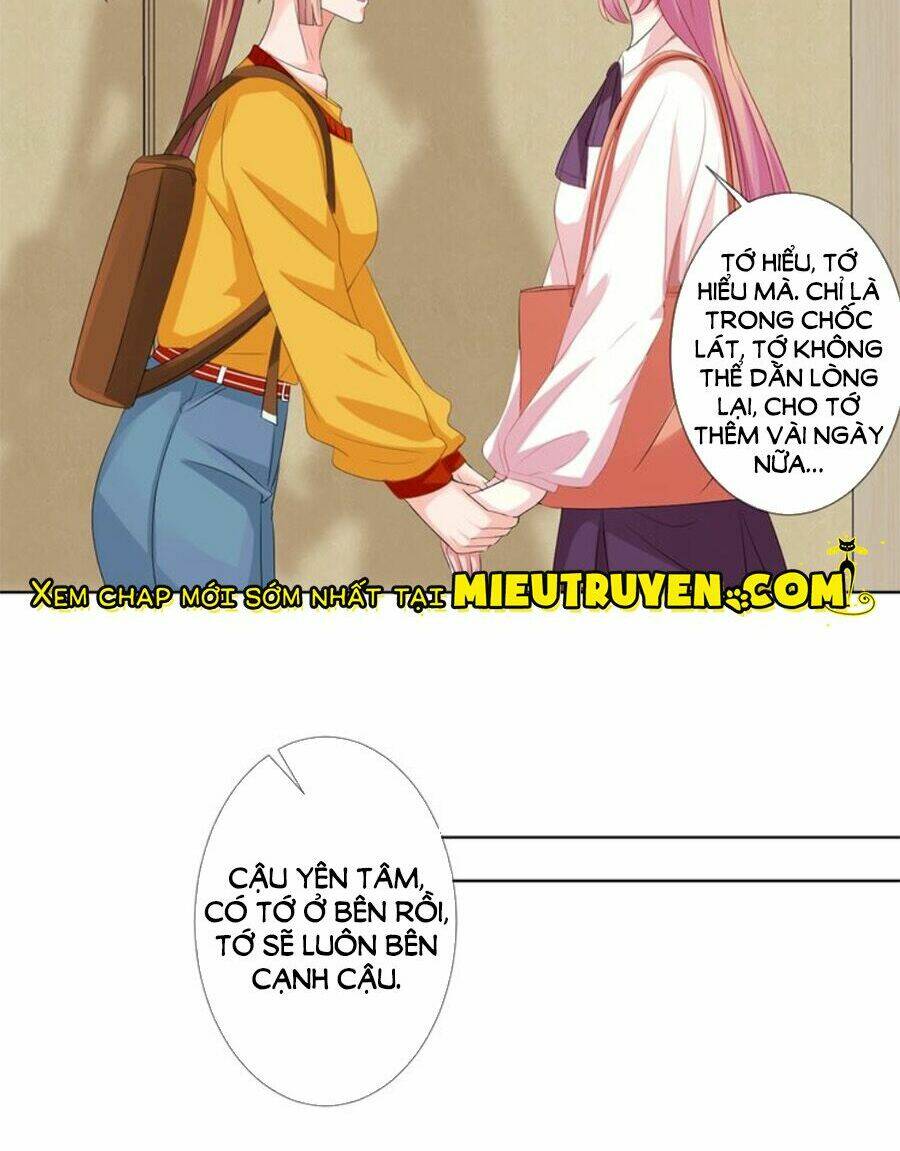 TỚ HIỂU, TỚ
HIỂU MÀ. CHỈ LÀ
TRONG CHỐC
LÁT, TỚ KHÔNG
THỂ DẰN LÒNG
LẠI, CHO TỚ
THÊM VÀI NGÀY
NỮA...
XEM CHAP MỚI SỚM NHẤT TẠI MIEUTRUYEN.COM
CẬU YÊN TÂM,
CÓ TỚ Ở BÊN RỒI,
TỚ SẼ LUÔN BÊN
CẠNH CẬU.